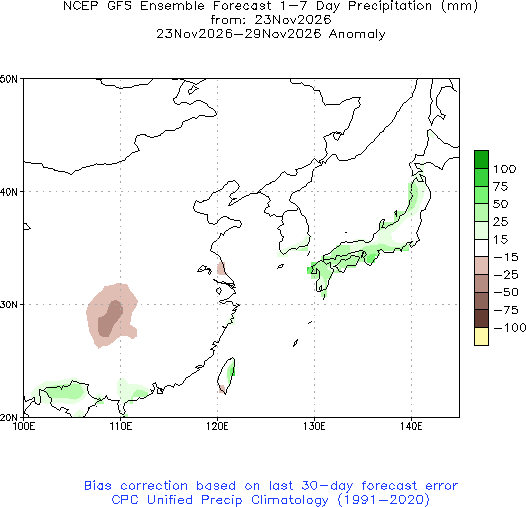 NCEP GFS Ensemble Forecast 1-7 Day Precipitation (mm)
from: 23Nov2026
23Nov2026-29Nov2026 Anomaly
50N
40N
30N
20N
100E 110E 120E 130E 140E
100
75
50
25
15
-15
-25
-50
-75
-100
Bias correction based on last 30-day forecast error
CPC Unified Precip Climatology (1991-2020)